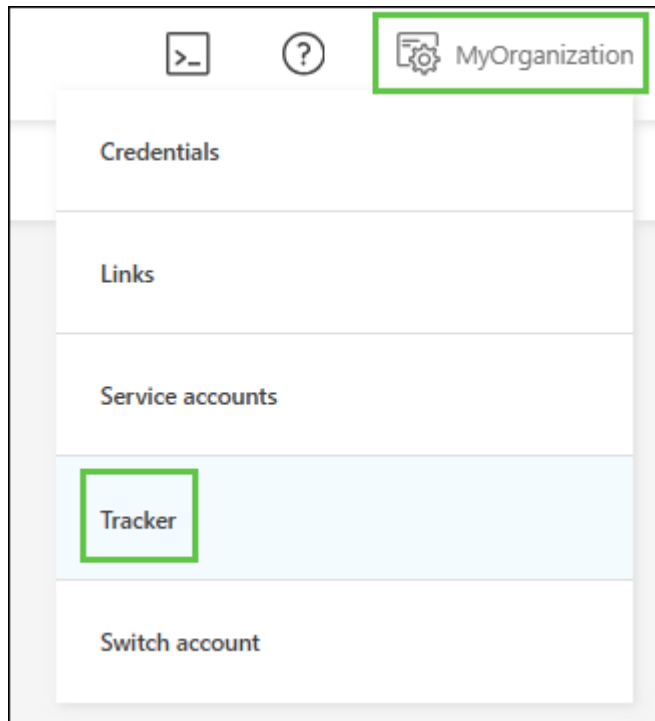 >_ ? MyOrganization
Credentials
Links
Service accounts
Tracker
Switch account